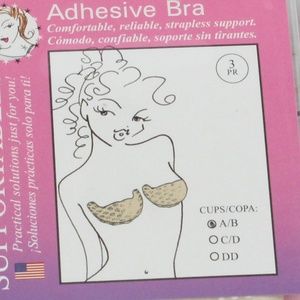 Adhesive Bra
Comfortable, reliable, strapless support.
Cómodo, confiable, soporte sin tirantes.
3
PR
CUPS/COPA:
A/B
C/D
DD
Practical solutions just for you!
¡Soluciones prácticas solo para ti!